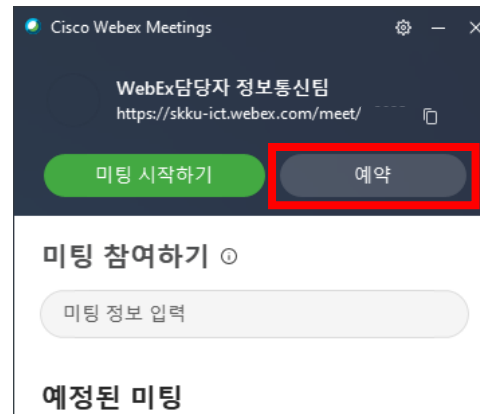 Cisco Webex Meetings
WebEx담당자 정보통신팀
https://skku-ict.webex.com/meet/
미팅 시작하기
예약
미팅 참여하기
미팅 정보 입력
예정된 미팅